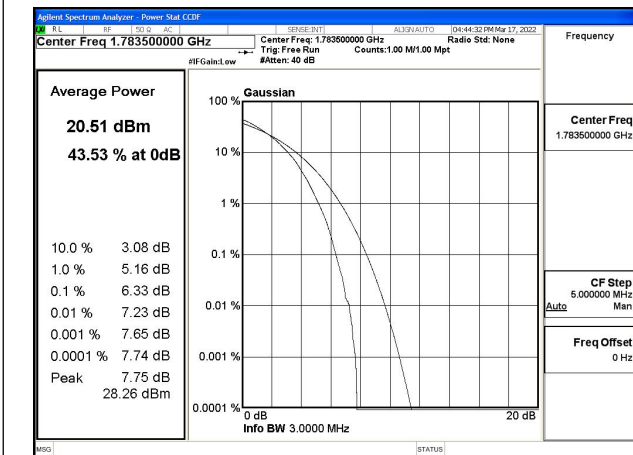 Agilent Spectrum Analyzer - Power Stat CCDF
RL RF 50 Ω AC SENSE:INT ALIGN AUTO 04:44:32 PM Mar 17, 2022
Center Freq 1.783500000 GHz
Center Freq: 1.783500000 GHz Radio Std: None
Trig: Free Run Counts:1.00 M/1.00 Mpt
#IFGain:Low #Atten: 40 dB
Frequency
Average Power
20.51 dBm
43.53 % at 0dB
10.0 % 3.08 dB
1.0 % 5.16 dB
0.1 % 6.33 dB
0.01 % 7.23 dB
0.001 % 7.65 dB
0.0001 % 7.74 dB
Peak 7.75 dB
28.26 dBm
Gaussian
100 %
10 %
1 %
0.1 %
0.01 %
0.001 %
0.0001 %
0 dB 20 dB
Info BW 3.0000 MHz
Center Freq
1.783500000 GHz
CF Step
5.000000 MHz
Auto Man
Freq Offset
0 Hz
MSG STATUS